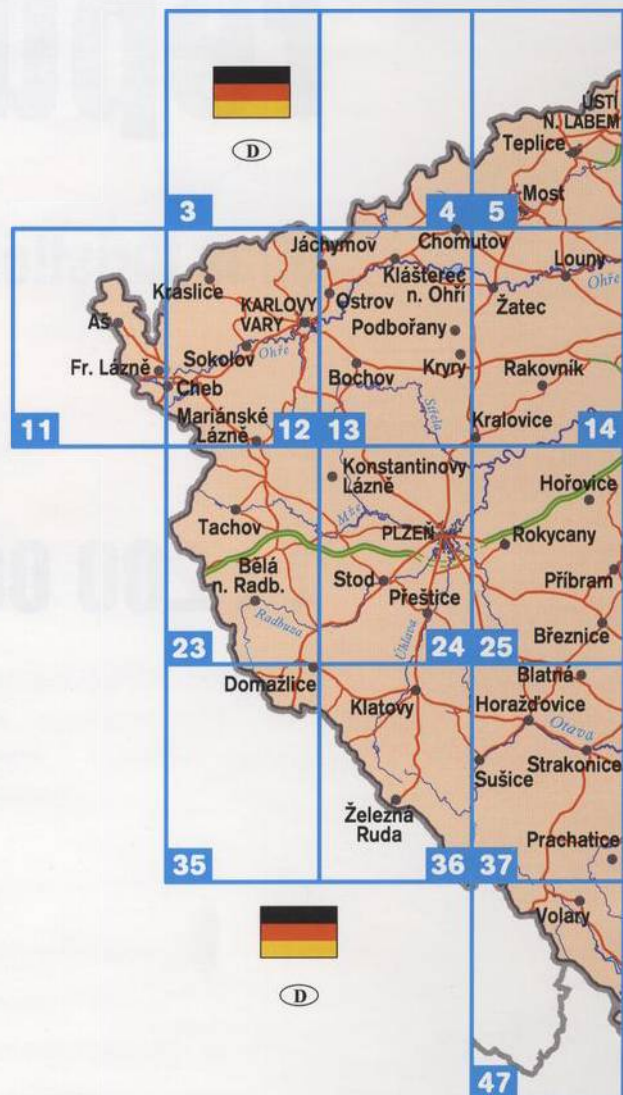 D
ÚSTÍ
N. LABEM
Teplice
Most
3
4
5
Jáchymov
Chomutov
Kraslice
Klášterec
n. Ohří
Louny
Ohře
KARLOVY
VARY
Ostrov
Žatec
Aš
Podbořany
Sokolov
Ohře
Fr. Lázně
Kryry
Rakovník
Cheb
Bochov
Střela
Mariánské
Lázně
Kralovice
11
12
13
14
Konstantinovy
Lázně
Hořovice
Tachov
Mže
PLZEŇ
Rokycany
Bělá
n. Radb.
Stod
Příbram
Přeštice
Radbuza
Úhlava
Březnice
23
24
25
Domažlice
Blatná
Klatovy
Horažďovice
Otava
Sušice
Strakonice
Železná
Ruda
Prachatice
35
36
37
Volary
D
47